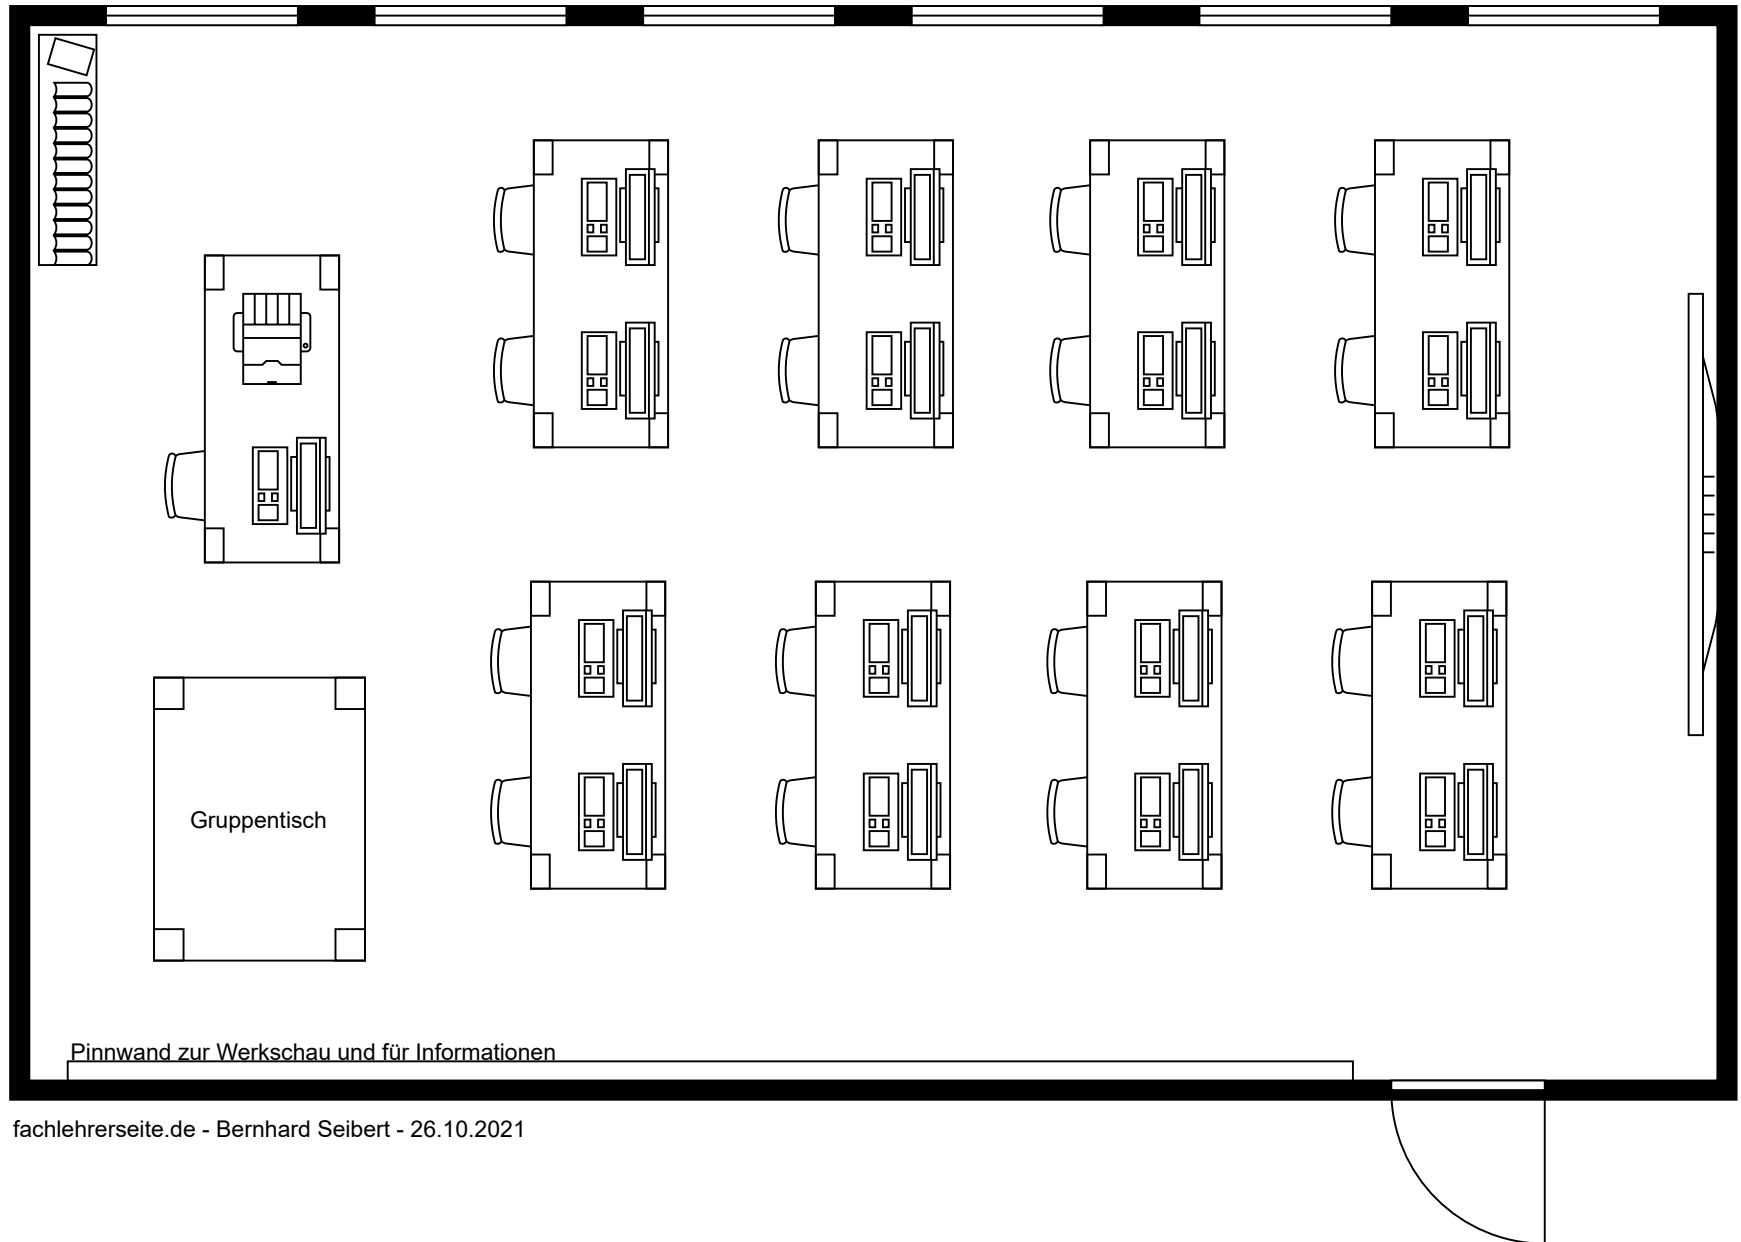 Gruppentisch
Pinnwand zur Werkschau und für Informationen
fachlehrerseite.de - Bernhard Seibert - 26.10.2021